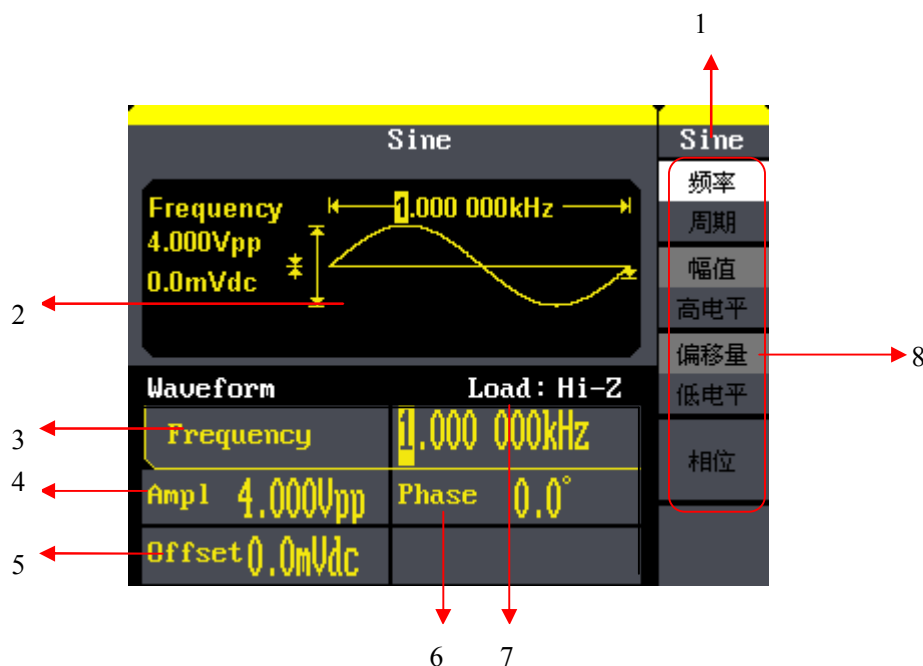 1
Sine
Sine
Frequency
1.000 000kHz
4.000Vpp
0.0mVdc
2
Waveform
Load: Hi-Z
3
Frequency
1.000 000kHz
4
Ampl 4.000Vpp
Phase 0.0°
5
Offset 0.0mVdc
6
7
频率
周期
幅值
高电平
偏移量
低电平
相位
8